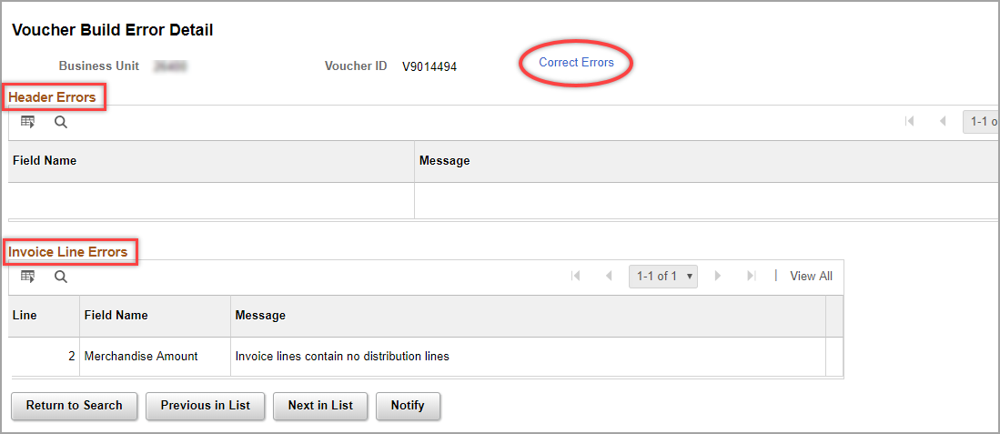 Voucher Build Error Detail
Business Unit Voucher ID V9014494 Correct Errors
Header Errors
1-1 o
Field Name Message
Invoice Line Errors
1-1 of 1 | View All
Line Field Name Message
2 Merchandise Amount Invoice lines contain no distribution lines
Return to Search Previous in List Next in List Notify